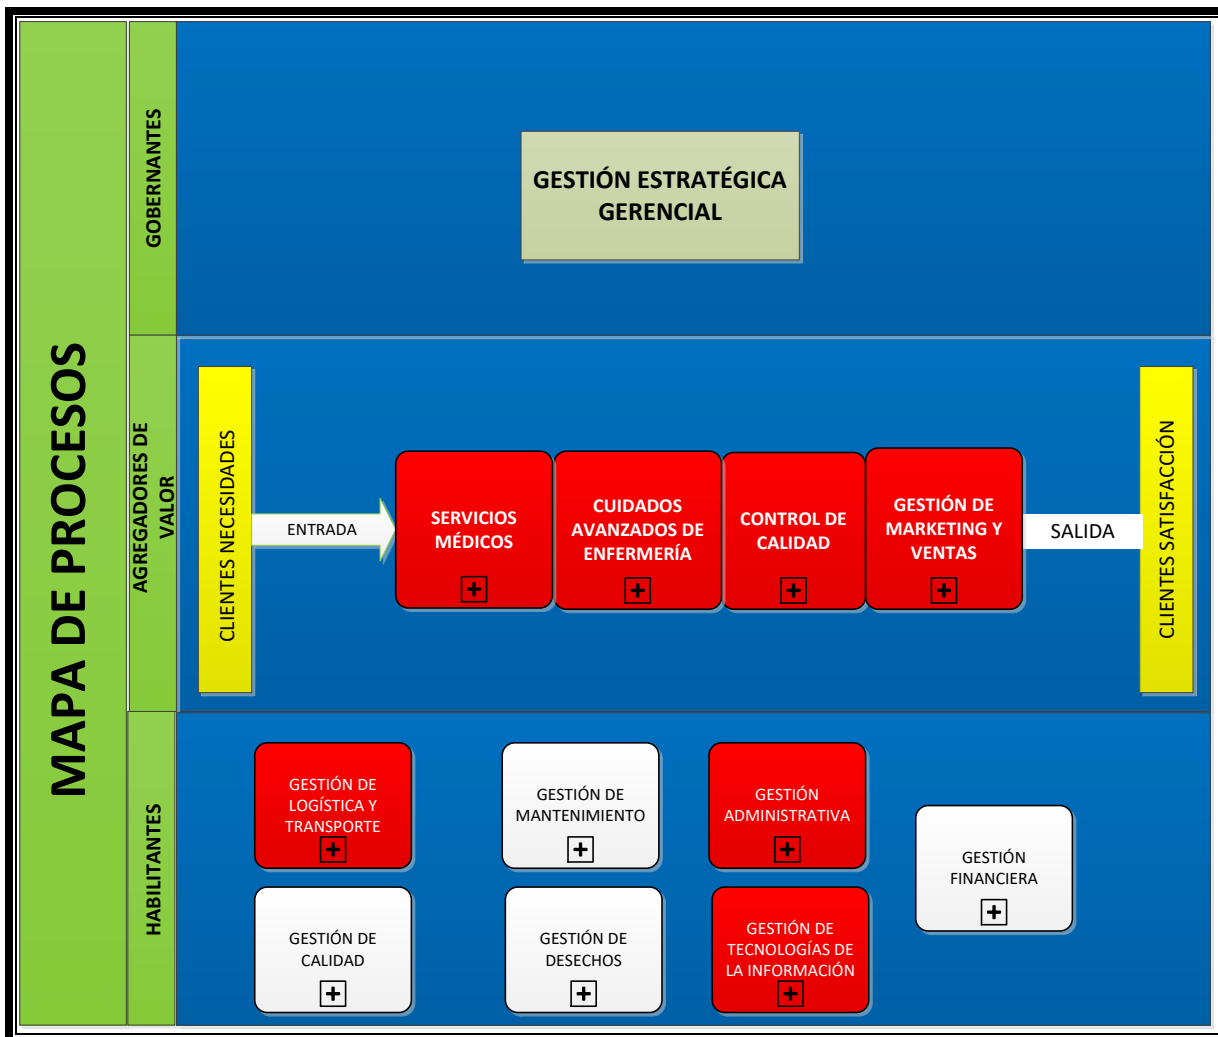 MAPA DE PROCESOS
GOBERNANTES
GESTIÓN ESTRATÉGICA
GERENCIAL
AGREGADORES DE
VALOR
CLIENTES NECESIDADES
ENTRADA
SERVICIOS
MÉDICOS
CUIDADOS
AVANZADOS DE
ENFERMERÍA
CONTROL DE
CALIDAD
GESTIÓN DE
MARKETING Y
VENTAS
SALIDA
CLIENTES SATISFACCIÓN
HABILITANTES
GESTIÓN DE
LOGÍSTICA Y
TRANSPORTE
GESTIÓN DE
MANTENIMIENTO
GESTIÓN
ADMINISTRATIVA
GESTIÓN
FINANCIERA
GESTIÓN DE
CALIDAD
GESTIÓN DE
DESECHOS
GESTIÓN DE
TECNOLOGÍAS DE
LA INFORMACIÓN